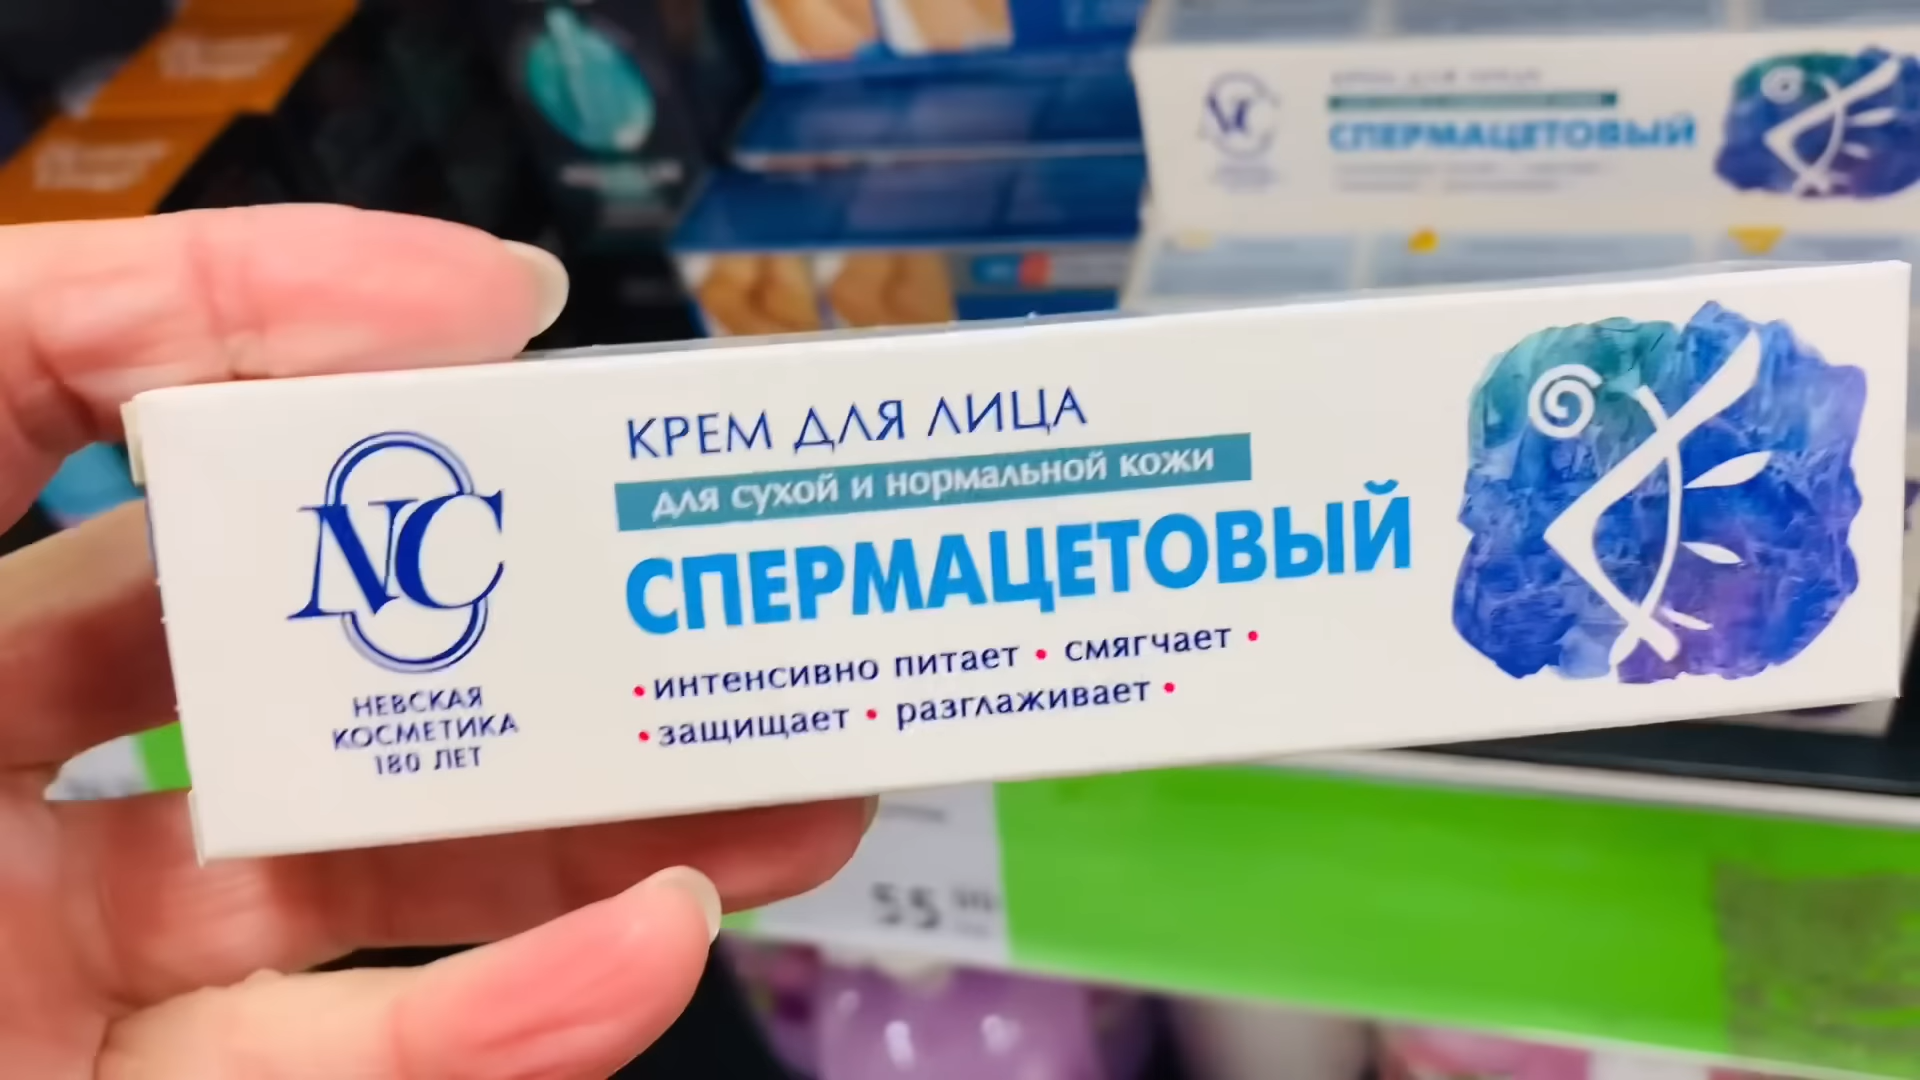 СПЕРМАЦЕТОВЫЙ
NC
НЕВСКАЯ
КОСМЕТИКА
180 ЛЕТ
КРЕМ ДЛЯ ЛИЦА
для сухой и нормальной кожи
СПЕРМАЦЕТОВЫЙ
• интенсивно питает • смягчает •
• защищает • разглаживает •
55